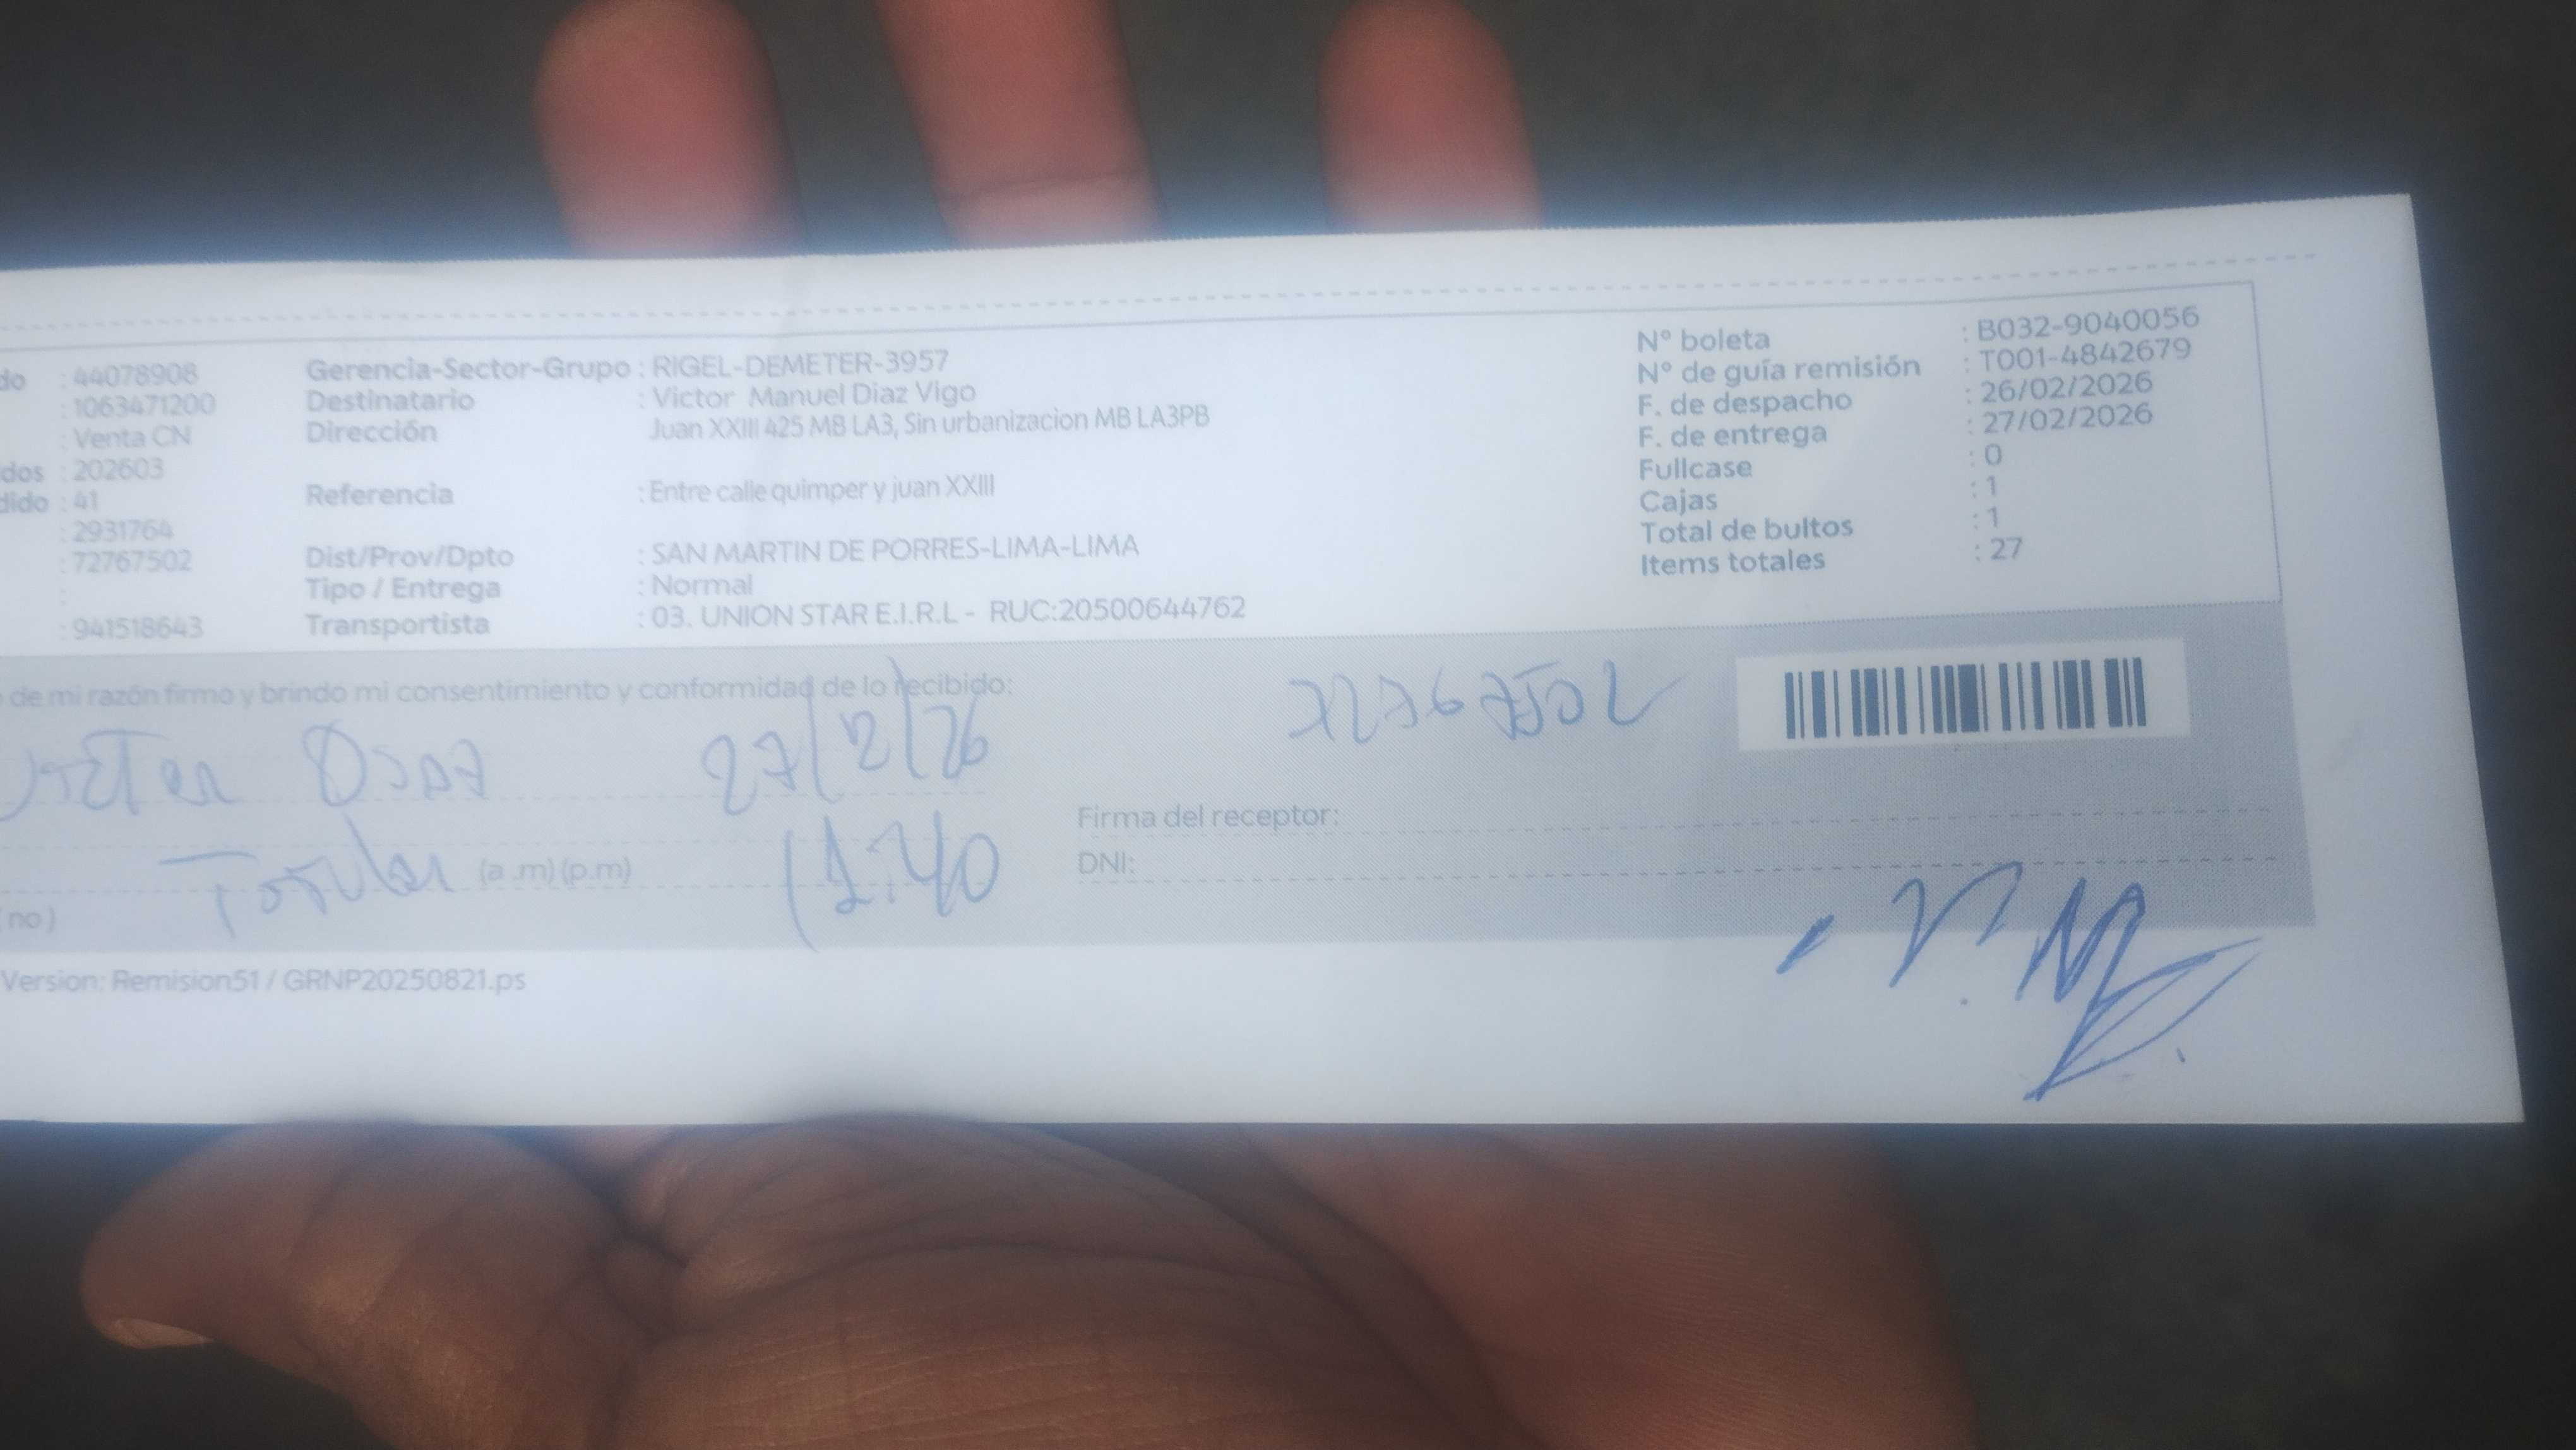 do : 44078908
: 1063471200
: Venta CN
dos : 202603
dido : 41
: 2931764
: 72767502
:
: 941518643
Gerencia-Sector-Grupo : RIGEL-DEMETER-3957
Destinatario : Victor Manuel Diaz Vigo
Dirección Juan XXIII 425 MB LA3, Sin urbanizacion MB LA3PB
Referencia : Entre calle quimper y juan XXIII
Dist/Prov/Dpto : SAN MARTIN DE PORRES-LIMA-LIMA
Tipo / Entrega : Normal
Transportista : 03. UNION STAR E.I.R.L - RUC:20500644762
N° boleta : B032-9040056
N° de guía remisión : T001-4842679
F. de despacho : 26/02/2026
F. de entrega : 27/02/2026
Fullcase : 0
Cajas : 1
Total de bultos : 1
Items totales : 27
de mi razón firmo y brindo mi consentimiento y conformidad de lo recibido:
27/2/26 72767502
Firma del receptor:
(a.m) (p.m)
DNI:
no)
Version: Remision51 / GRNP20250821.ps